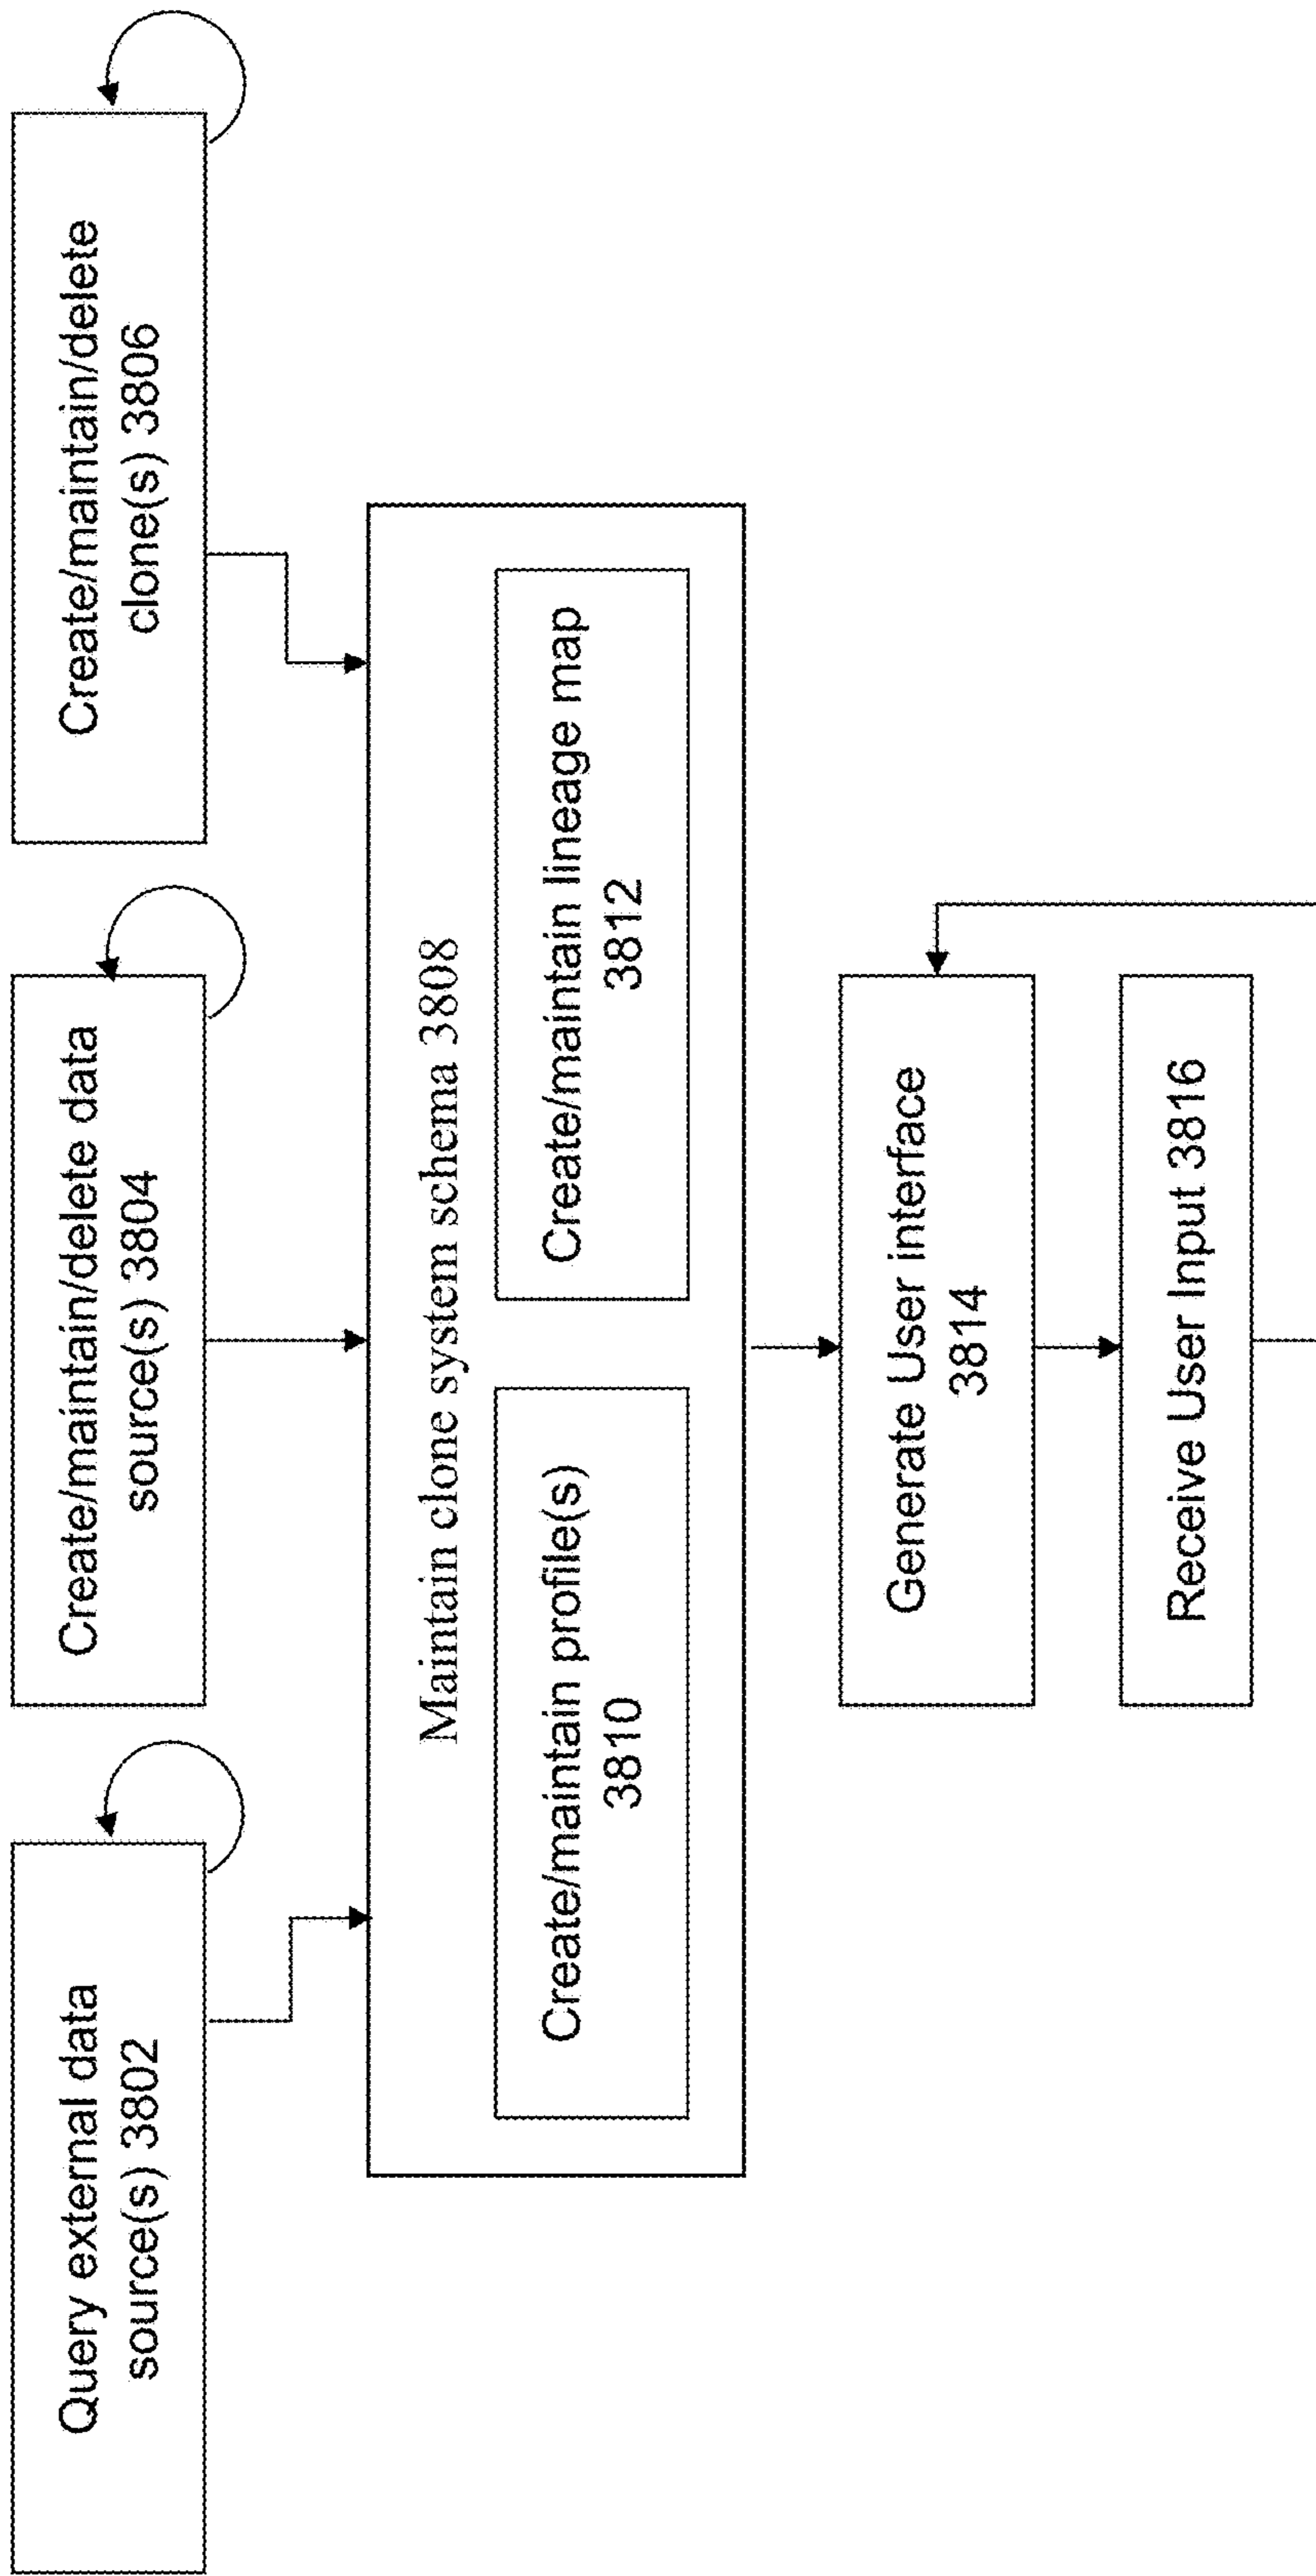 Query external data
source(s) 3802
Create/maintain/delete data
source(s) 3804
Create/maintain/delete
clone(s) 3806
Maintain clone system schema 3808
Create/maintain profile(s)
3810
Create/maintain lineage map
3812
Generate User interface
3814
Receive User Input 3816